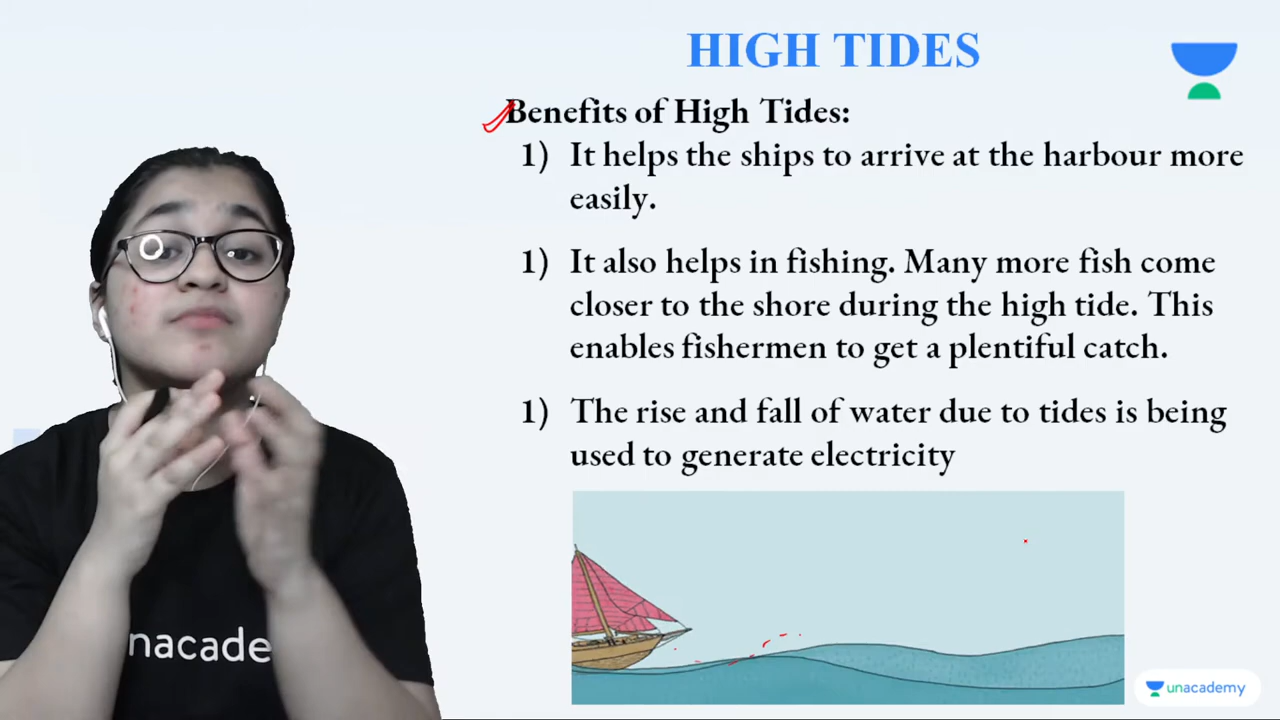 HIGH TIDES
Benefits of High Tides:
1) It helps the ships to arrive at the harbour more
easily.
1) It also helps in fishing. Many more fish come
closer to the shore during the high tide. This
enables fishermen to get a plentiful catch.
1) The rise and fall of water due to tides is being
used to generate electricity
nacade
unacademy